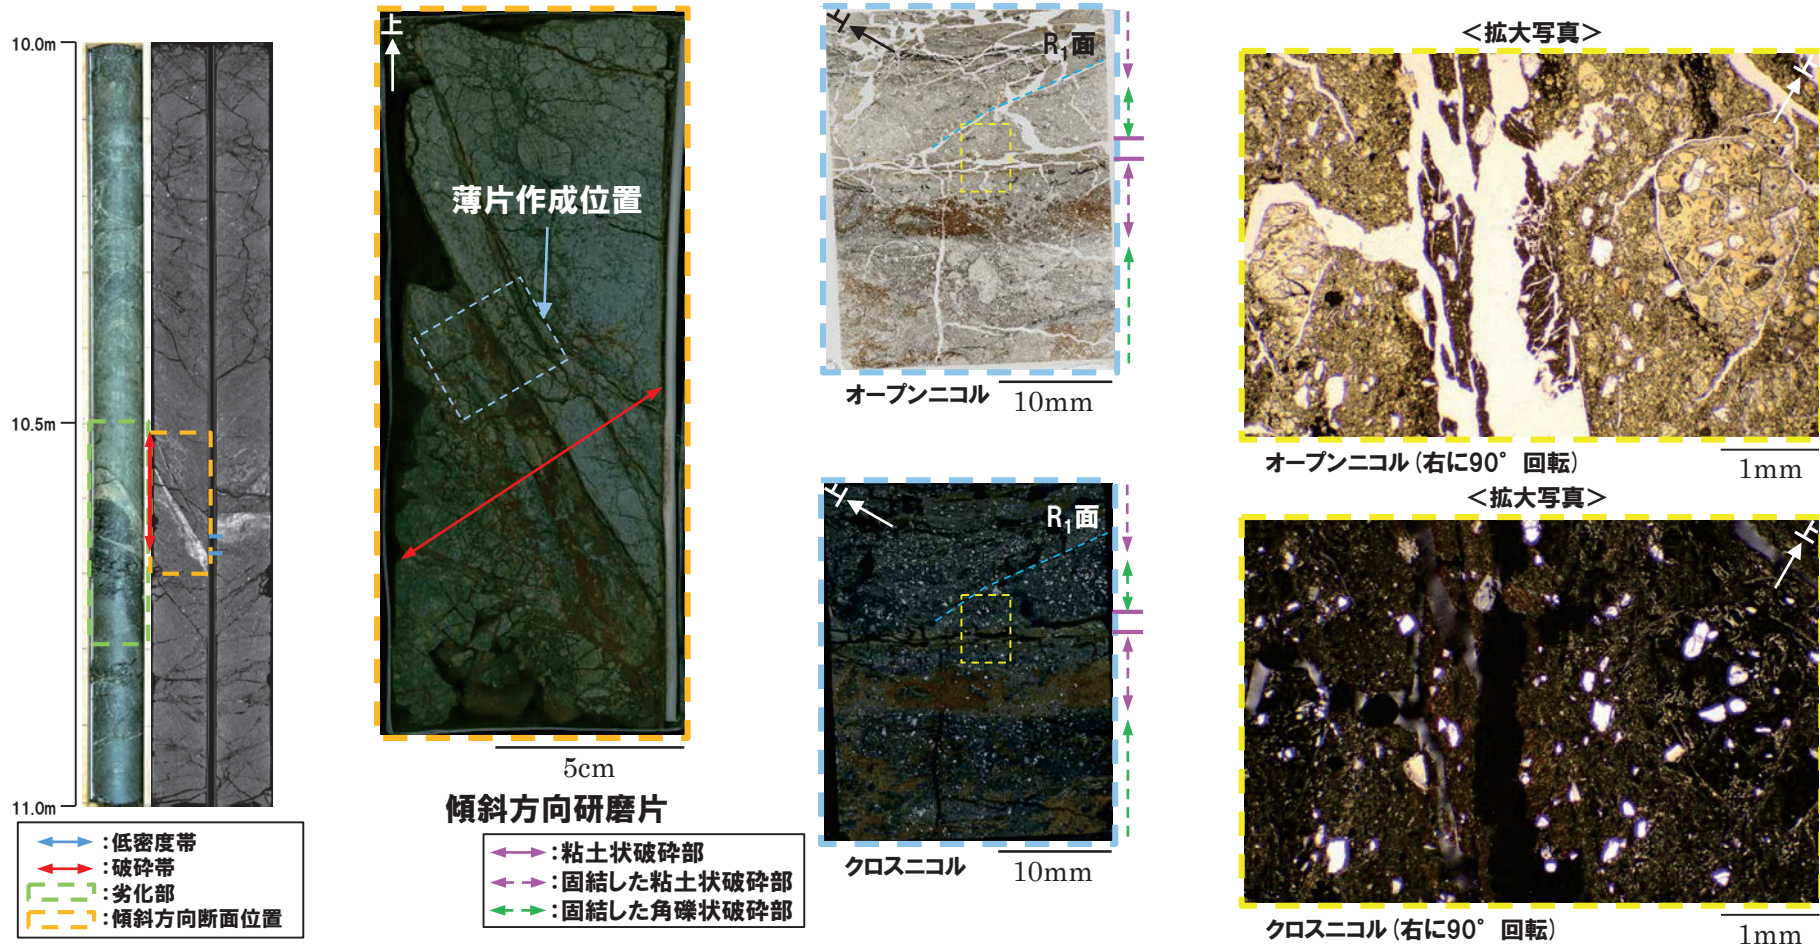 10.0m
10.5m
11.0m
:低密度帯
:破砕帯
:劣化部
:傾斜方向断面位置
上
薄片作成位置
5cm
傾斜方向研磨片
:粘土状破砕部
:固結した粘土状破砕部
:固結した角礫状破砕部
上
R₁面
オープンニコル
10mm
上
R₁面
クロスニコル
10mm
<拡大写真>
上
オープンニコル(右に90° 回転)
1mm
<拡大写真>
上
クロスニコル(右に90° 回転)
1mm